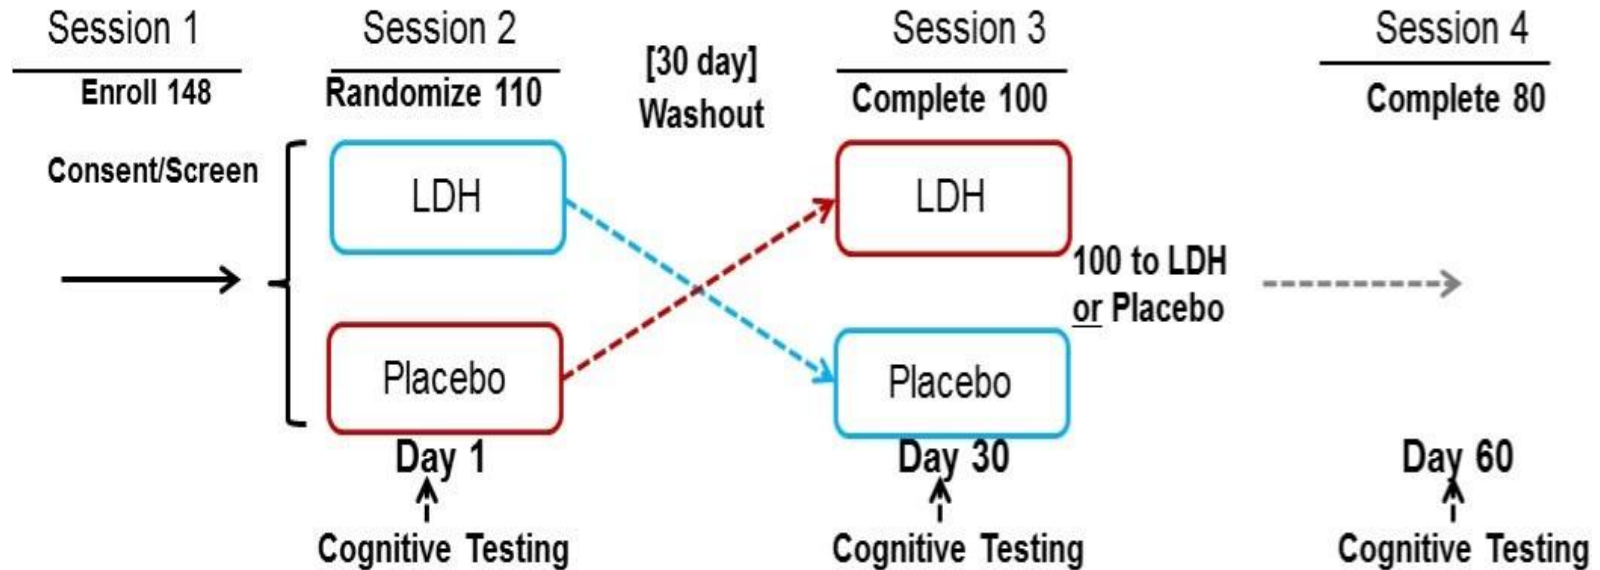 Session 1
Enroll 148
Consent/Screen
Session 2
Randomize 110
LDH
Placebo
Day 1
Cognitive Testing
[30 day]
Washout
Session 3
Complete 100
LDH
Placebo
Day 30
Cognitive Testing
100 to LDH
or Placebo
Session 4
Complete 80
Day 60
Cognitive Testing